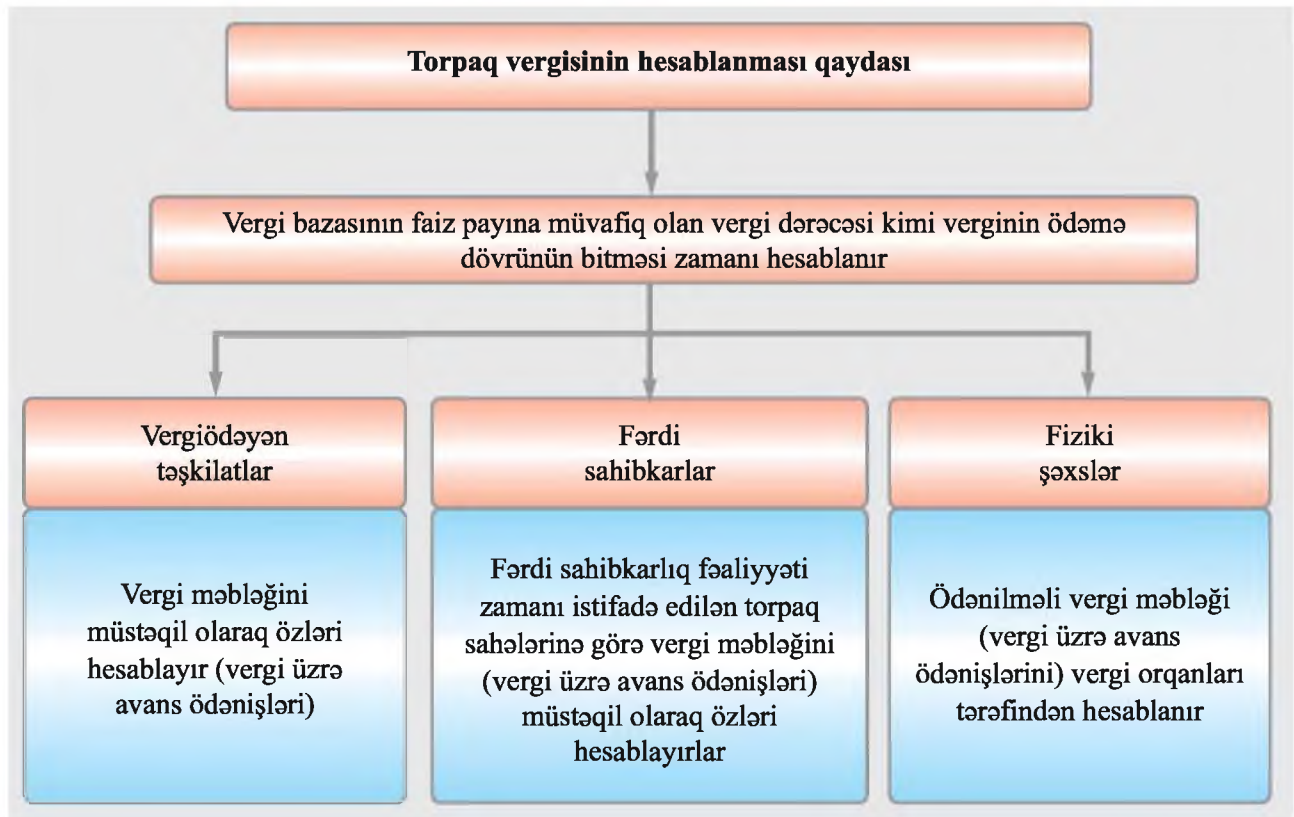 Torpaq vergisinin hesablanması qaydası
Vergi bazasının faiz payına müvafiq olan vergi dərəcəsi kimi verginin ödəmə
dövrünün bitməsi zamanı hesablanır
Vergiödəyən
təşkilatlar
Vergi məbləğini
müstəqil olaraq özləri
hesablayır (vergi üzrə
avans ödənişləri)
Fərdi
sahibkarlar
Fərdi sahibkarlıq fəaliyyəti
zamanı istifadə edilən torpaq
sahələrinə görə vergi məbləğini
(vergi üzrə avans ödənişləri)
müstəqil olaraq özləri
hesablayırlar
Fiziki
şəxslər
Ödənilməli vergi məbləği
(vergi üzrə avans
ödənişlərini) vergi orqanları
tərəfindən hesablanır